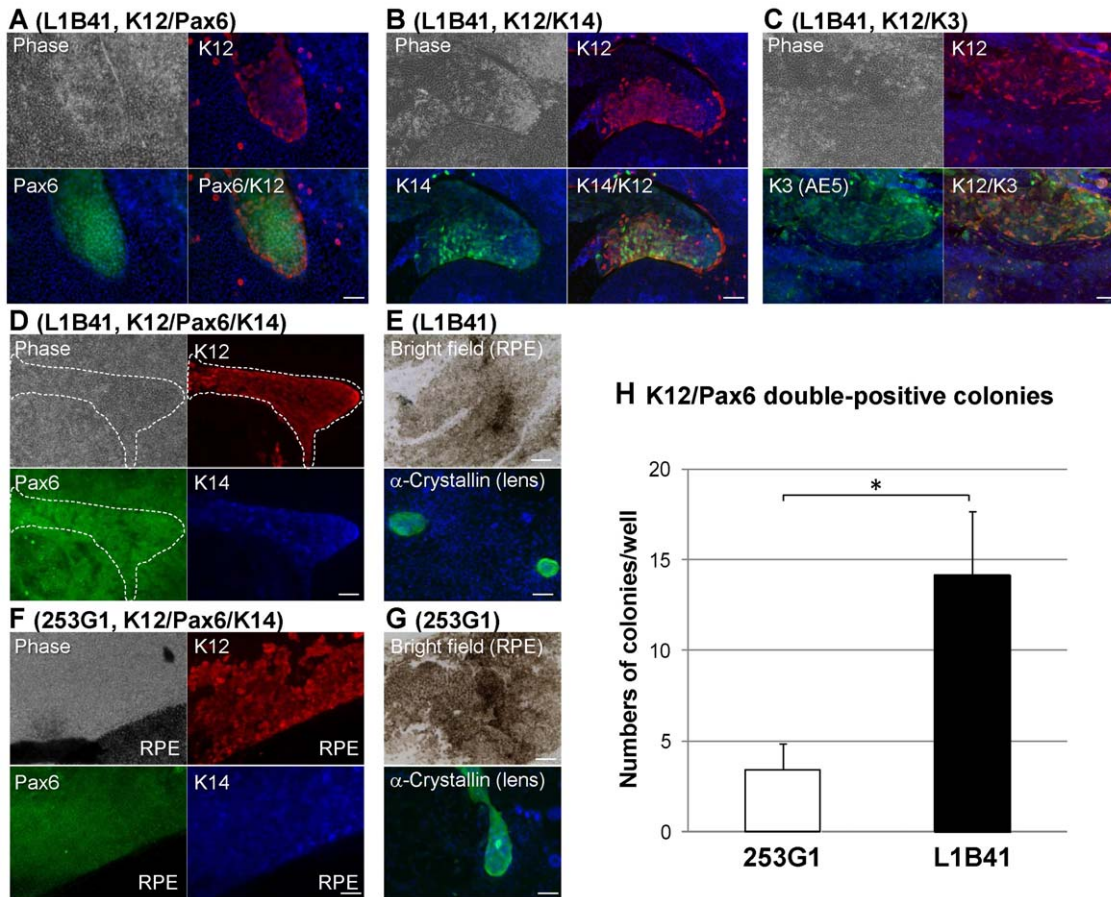 A (L1B41, K12/Pax6)
Phase
K12
Pax6
Pax6/K12
B (L1B41, K12/K14)
Phase
K12
K14
K14/K12
C (L1B41, K12/K3)
Phase
K12
K3 (AE5)
K12/K3
D (L1B41, K12/Pax6/K14)
Phase
K12
Pax6
K14
E (L1B41)
Bright field (RPE)
α-Crystallin (lens)
F (253G1, K12/Pax6/K14)
Phase
RPE
K12
RPE
Pax6
RPE
K14
RPE
G (253G1)
Bright field (RPE)
α-Crystallin (lens)
H K12/Pax6 double-positive colonies
Numbers of colonies/well
20
15
10
5
0
*
253G1
L1B41